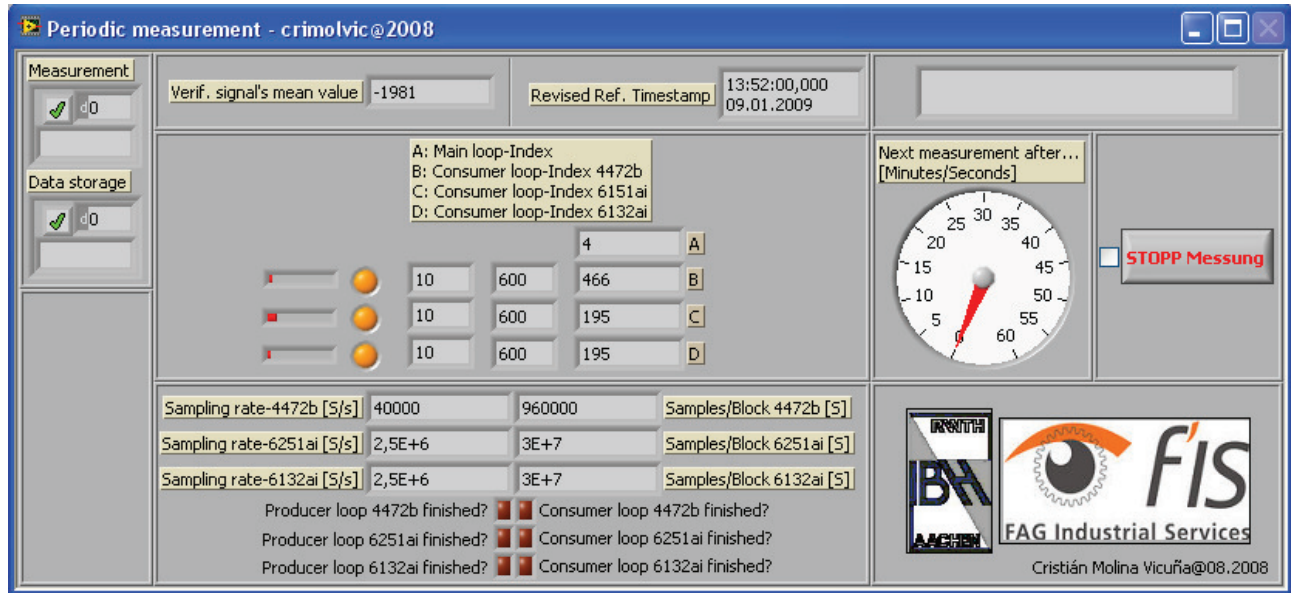 Periodic measurement - crimolvic@2008
Measurement
d0
Data storage
d0
Verif. signal's mean value -1981
Revised Ref. Timestamp 13:52:00,000
09.01.2009
A: Main loop-Index
B: Consumer loop-Index 4472b
C: Consumer loop-Index 6151ai
D: Consumer loop-Index 6132ai
4 A
10 600 466 B
10 600 195 C
10 600 195 D
Next measurement after...
[Minutes/Seconds]
0 5 10 15 20 25 30 35 40 45 50 55 60
STOPP Messung
Sampling rate-4472b [S/s] 40000 960000 Samples/Block 4472b [S]
Sampling rate-6251ai [S/s] 2,5E+6 3E+7 Samples/Block 6251ai [S]
Sampling rate-6132ai [S/s] 2,5E+6 3E+7 Samples/Block 6132ai [S]
Producer loop 4472b finished? Consumer loop 4472b finished?
Producer loop 6251ai finished? Consumer loop 6251ai finished?
Producer loop 6132ai finished? Consumer loop 6132ai finished?
RWTH
IBH
AACHEN
FIS
FAG Industrial Services
Cristián Molina Vicuña@08.2008